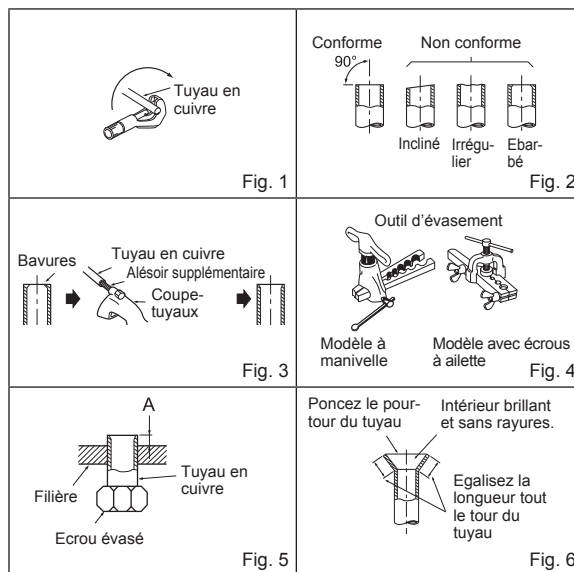 Tuyau en
cuivre
Fig. 1
Conforme
Non conforme
90°
Incliné
Irrégu-
lier
Ebar-
bé
Fig. 2
Bavures
Tuyau en cuivre
Alésoir supplémentaire
Coupe-
tuyaux
Fig. 3
Outil d’évasement
Modèle à
manivelle
Modèle avec écrous
à ailette
Fig. 4
A
Tuyau en
cuivre
Filière
Ecrou évasé
Fig. 5
Poncez le pour-
tour du tuyau
Intérieur brillant
et sans rayures.
Egalisez la
longueur tout
le tour du
tuyau
Fig. 6